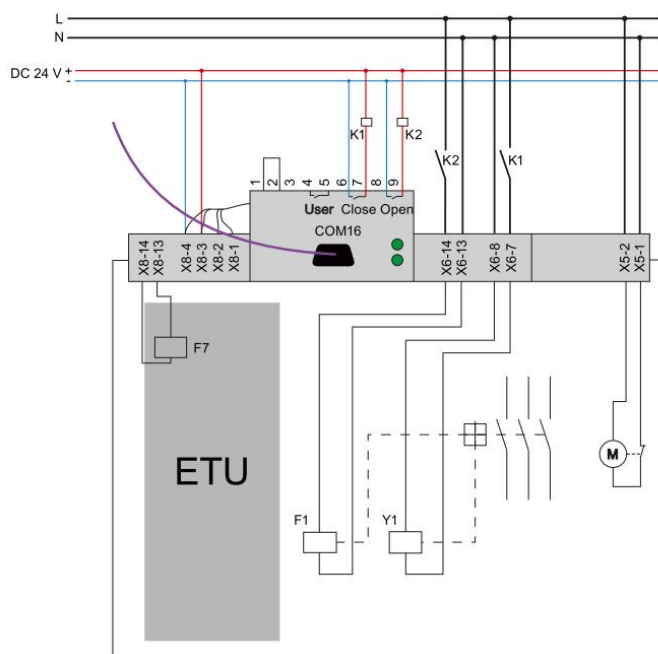 L
N
DC 24 V +
-
K1
K2
K2
K1
1
2
3
4
5
6
7
8
9
User Close Open
COM16
X8-14
X8-13
X8-4
X8-3
X8-2
X8-1
X6-14
X6-13
X6-8
X6-7
X5-2
X5-1
F7
ETU
M
F1
Y1